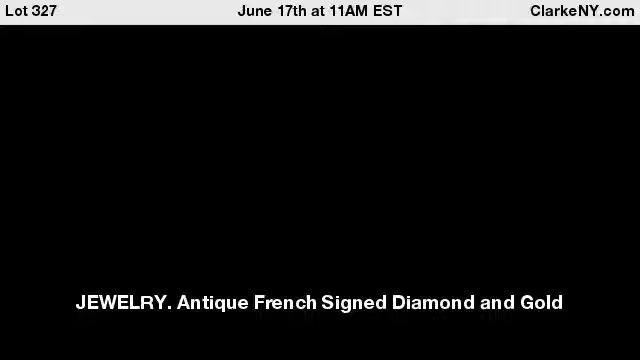 Lot 327 June 17th at 11AM EST ClarkeNY.com
JEWELRY. Antique French Signed Diamond and Gold